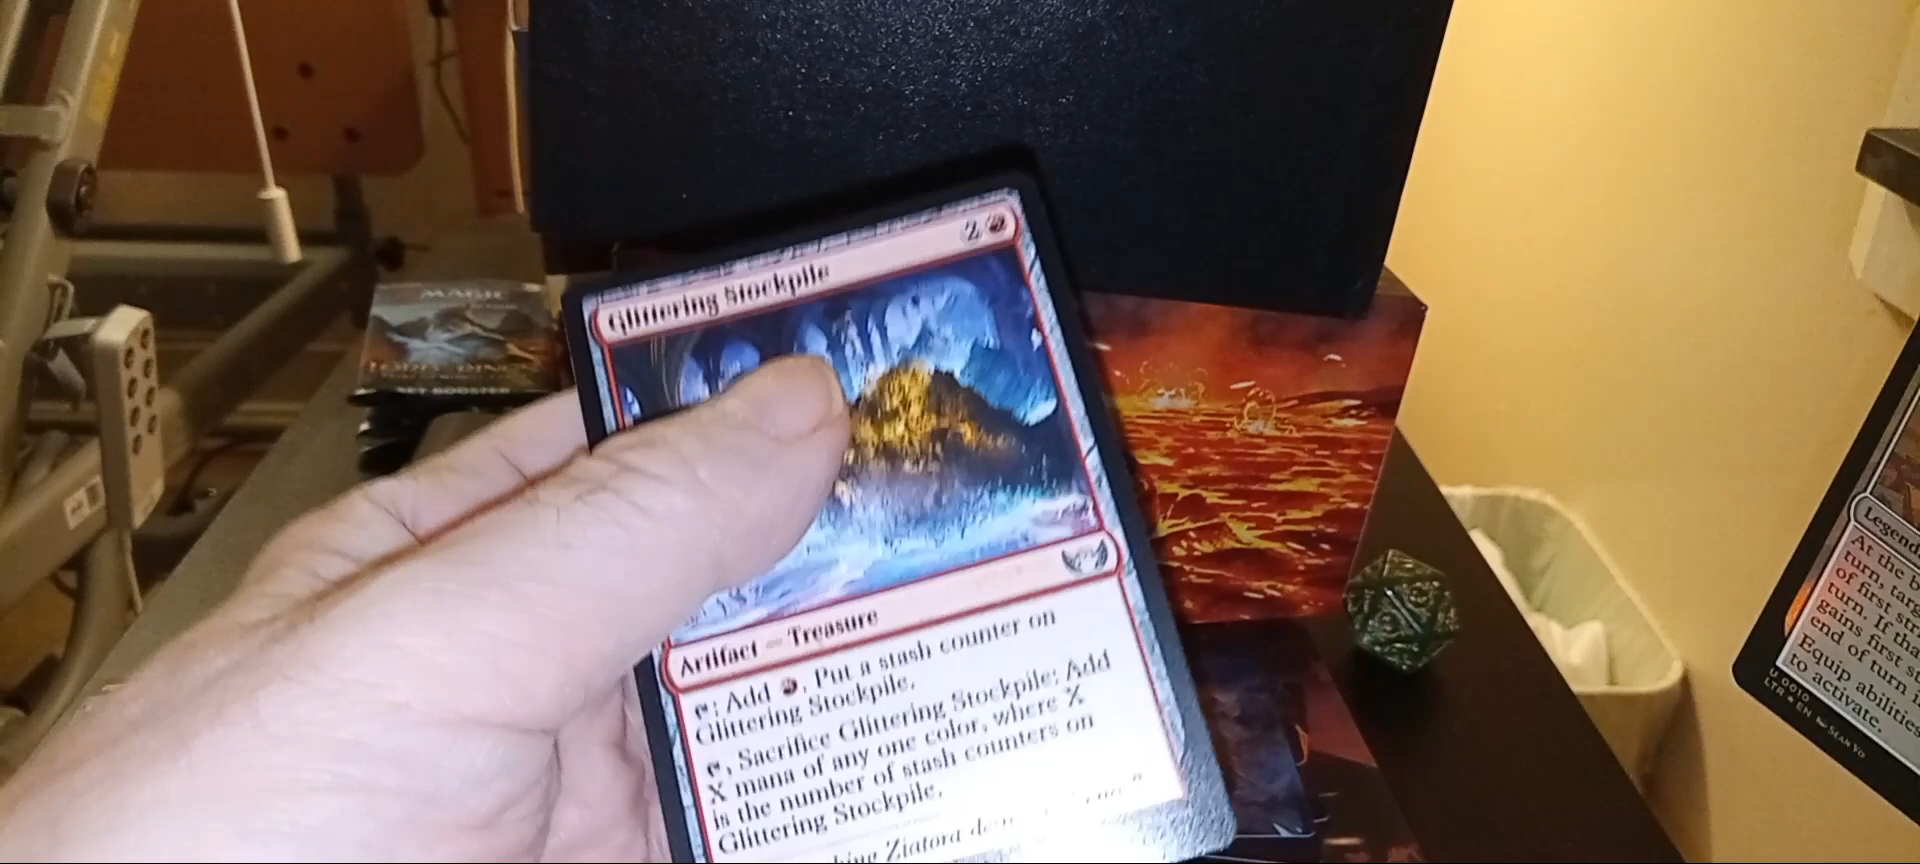 MAGIC
SET BOOSTER
Glittering Stockpile
2
Artifact — Treasure
: Add . Put a stash counter on
Glittering Stockpile.
, Sacrifice Glittering Stockpile: Add
X mana of any one color, where X
is the number of stash counters on
Glittering Stockpile.
Ziatora
Legend
At the b
turn, targ
of first str
turn. If tha
gains first st
end of turn i
Equip abilities
to activate.
U 0010
LTR • EN SEAN VO